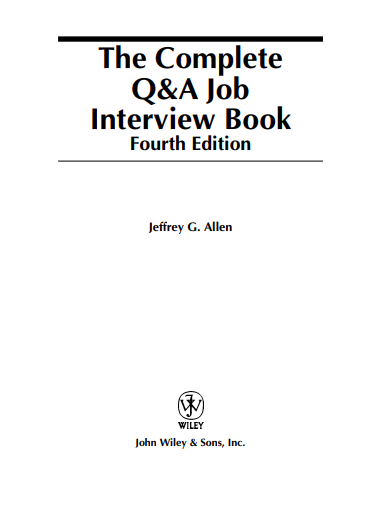 The Complete
Q&A Job
Interview Book
Fourth Edition
Jeffrey G. Allen
WILEY
John Wiley & Sons, Inc.